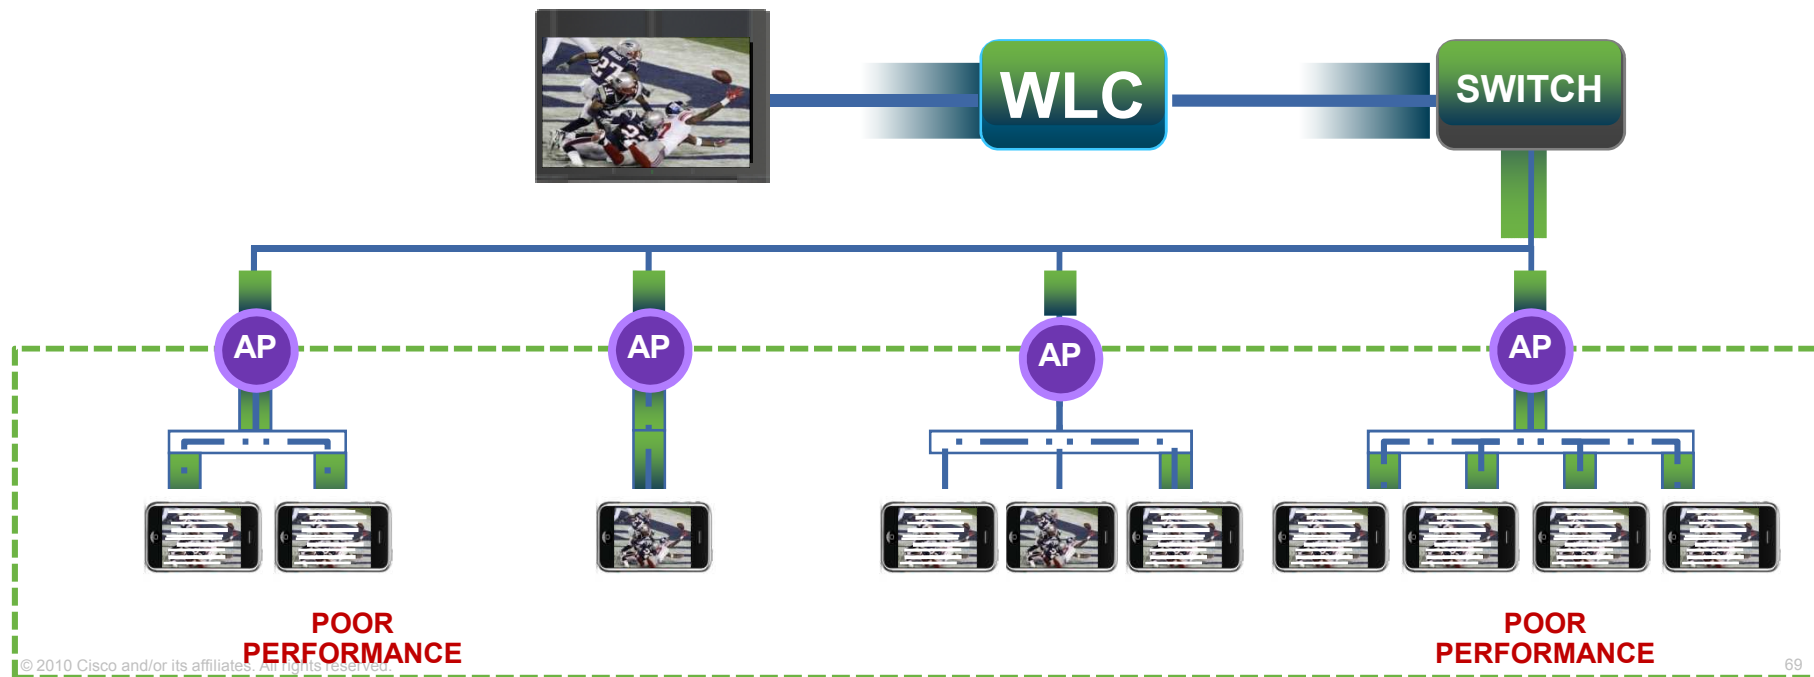 WLC
SWITCH
AP
AP
AP
AP
POOR
PERFORMANCE
POOR
PERFORMANCE
© 2010 Cisco and/or its affiliates. All rights reserved.
69